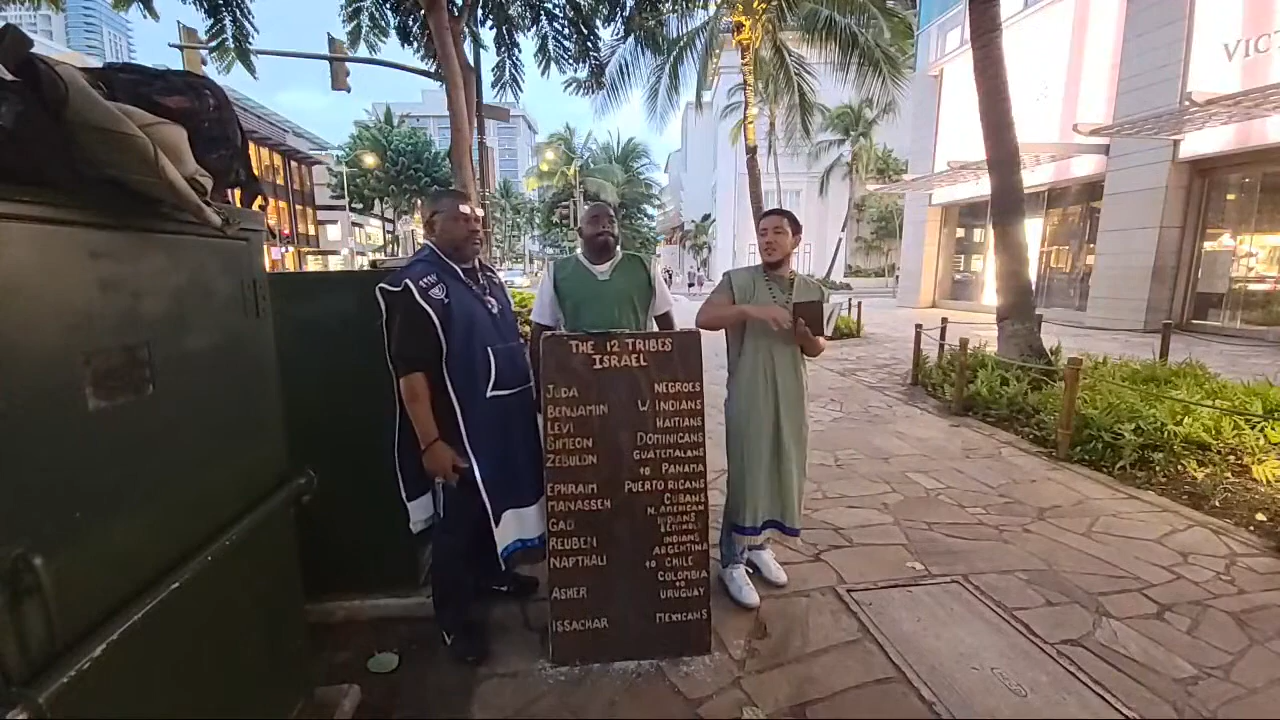 VICT
THE 12 TRIBES
ISRAEL
JUDA NEGROES
BENJAMIN W. INDIANS
LEVI HAITIANS
SIMEON DOMINICANS
ZEBULON GUATEMALANS
to PANAMA
EPHRAIM PUERTO RICANS
MANASSEH CUBANS
GAD N. AMERICAN
INDIANS
REUBEN SEMINOLE
INDIANS
NAPTHALI ARGENTINA
to CHILE
ASHER COLOMBIA
to
URUGUAY
ISSACHAR MEXICANS